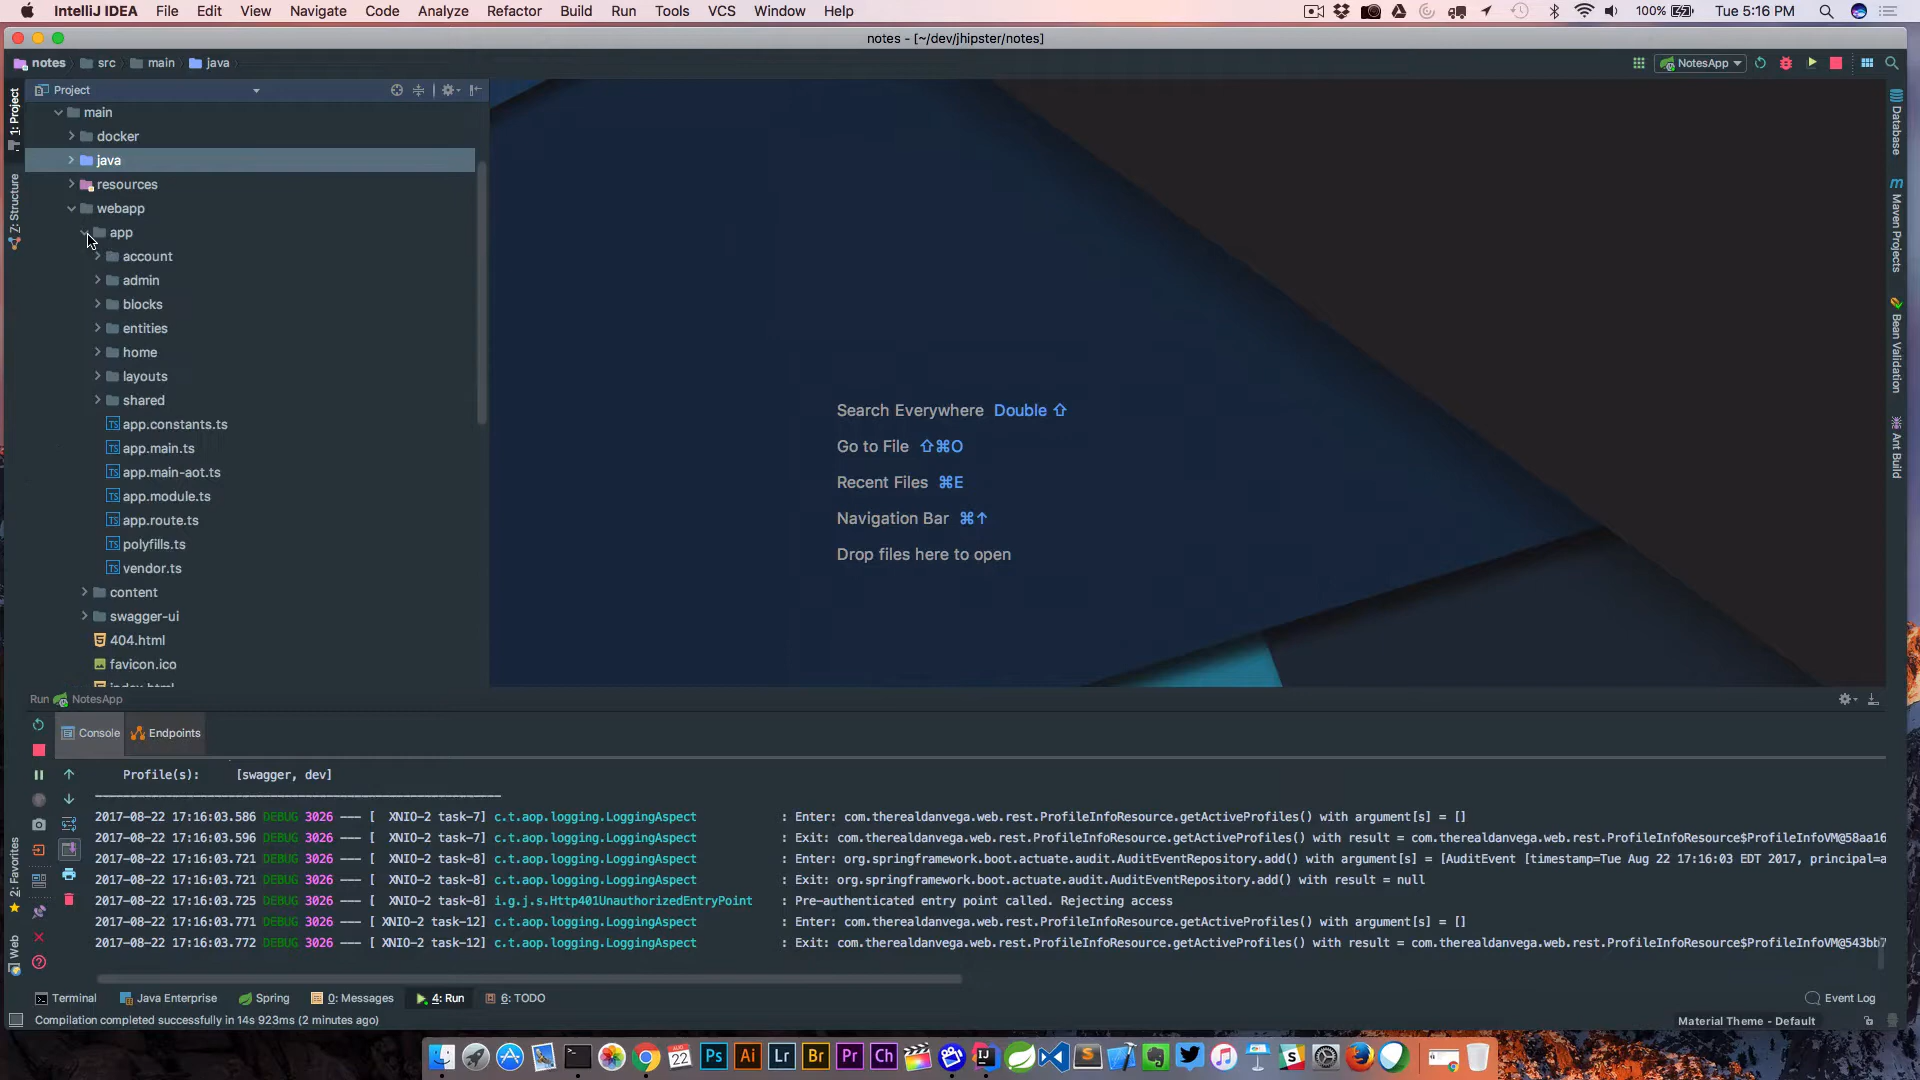 IntelliJ IDEA File Edit View Navigate Code Analyze Refactor Build Run Tools VCS Window Help 100% Tue 5:16 PM
notes - [~/dev/jhipster/notes]
notes src main java NotesApp
1: Project
Project
main
docker
java
resources
webapp
app
account
admin
blocks
entities
home
layouts
shared
app.constants.ts
app.main.ts
app.main-aot.ts
app.module.ts
app.route.ts
polyfills.ts
vendor.ts
content
swagger-ui
404.html
favicon.ico
index.html
7: Structure
Search Everywhere Double ⇧
Go to File ⇧⌘O
Recent Files ⌘E
Navigation Bar ⌘↑
Drop files here to open
Database
m Maven Projects
Bean Validation
Ant Build
Run NotesApp
Console Endpoints
Profile(s): [swagger, dev]
2017-08-22 17:16:03.586 DEBUG 3026 --- [ XNIO-2 task-7] c.t.aop.logging.LoggingAspect : Enter: com.therealdanvega.web.rest.ProfileInfoResource.getActiveProfiles() with argument[s] = []
2017-08-22 17:16:03.596 DEBUG 3026 --- [ XNIO-2 task-7] c.t.aop.logging.LoggingAspect : Exit: com.therealdanvega.web.rest.ProfileInfoResource.getActiveProfiles() with result = com.therealdanvega.web.rest.ProfileInfoResource$ProfileInfoVM@58aa16
2017-08-22 17:16:03.721 DEBUG 3026 --- [ XNIO-2 task-8] c.t.aop.logging.LoggingAspect : Enter: org.springframework.boot.actuate.audit.AuditEventRepository.add() with argument[s] = [AuditEvent [timestamp=Tue Aug 22 17:16:03 EDT 2017, principal=a
2017-08-22 17:16:03.721 DEBUG 3026 --- [ XNIO-2 task-8] c.t.aop.logging.LoggingAspect : Exit: org.springframework.boot.actuate.audit.AuditEventRepository.add() with result = null
2017-08-22 17:16:03.725 DEBUG 3026 --- [ XNIO-2 task-8] i.g.j.s.Http401UnauthorizedEntryPoint : Pre-authenticated entry point called. Rejecting access
2017-08-22 17:16:03.771 DEBUG 3026 --- [ XNIO-2 task-12] c.t.aop.logging.LoggingAspect : Enter: com.therealdanvega.web.rest.ProfileInfoResource.getActiveProfiles() with argument[s] = []
2017-08-22 17:16:03.772 DEBUG 3026 --- [ XNIO-2 task-12] c.t.aop.logging.LoggingAspect : Exit: com.therealdanvega.web.rest.ProfileInfoResource.getActiveProfiles() with result = com.therealdanvega.web.rest.ProfileInfoResource$ProfileInfoVM@543bb7
2: Favorites
Web
Terminal Java Enterprise Spring 0: Messages 4: Run 6: TODO Event Log
Compilation completed successfully in 14s 923ms (2 minutes ago) Material Theme - Default
AUG 22 Ps Ai Lr Br Pr Ch IJ S